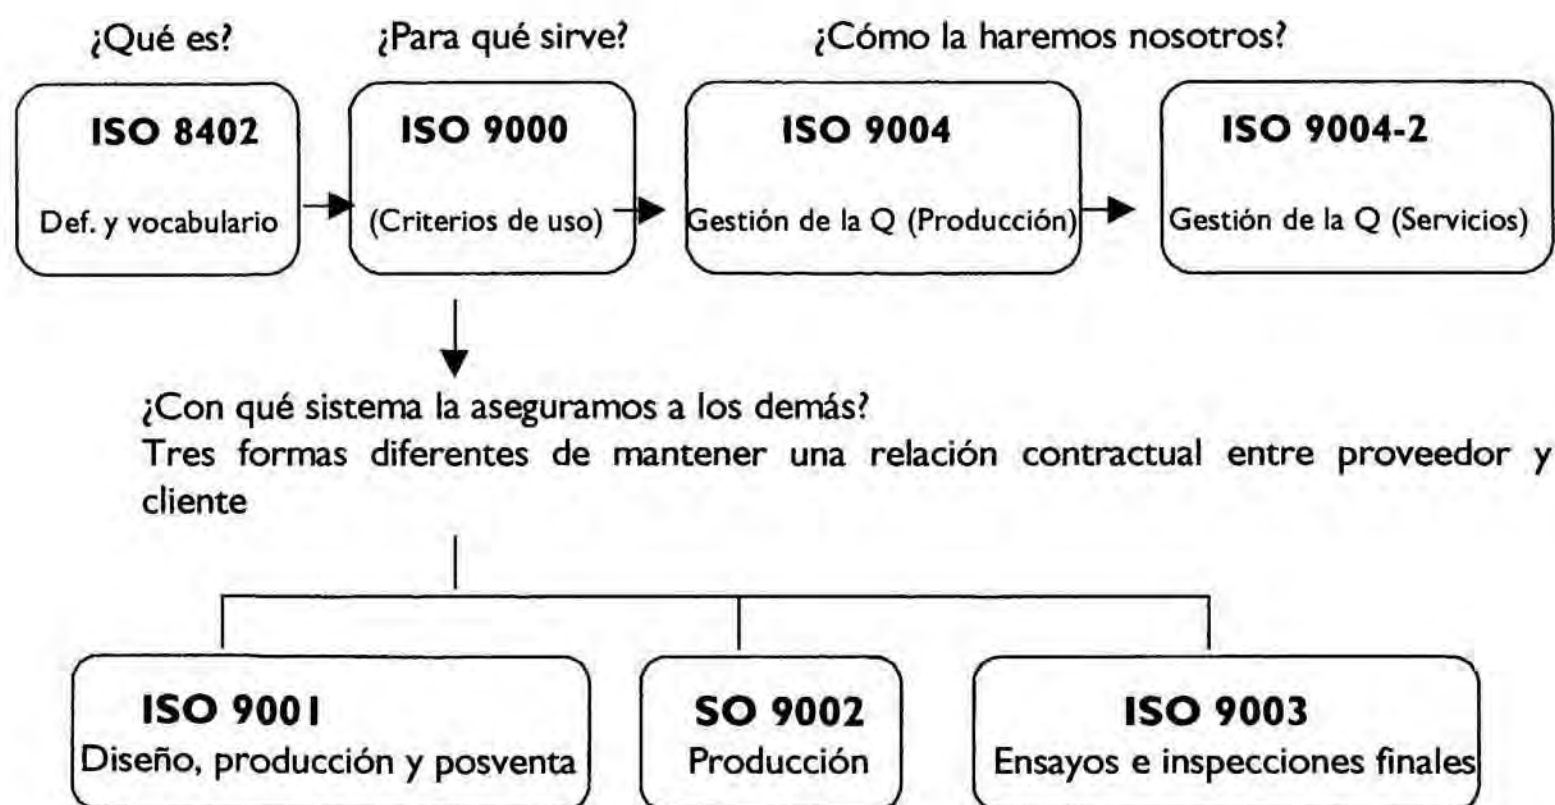 ¿Qué es? ¿Para qué sirve? ¿Cómo la haremos nosotros?
ISO 8402 ISO 9000 ISO 9004 ISO 9004-2
Def. y vocabulario (Criterios de uso) Gestión de la Q (Producción) Gestión de la Q (Servicios)
¿Con qué sistema la aseguramos a los demás?
Tres formas diferentes de mantener una relación contractual entre proveedor y
cliente
ISO 9001 SO 9002 ISO 9003
Diseño, producción y posventa Producción Ensayos e inspecciones finales